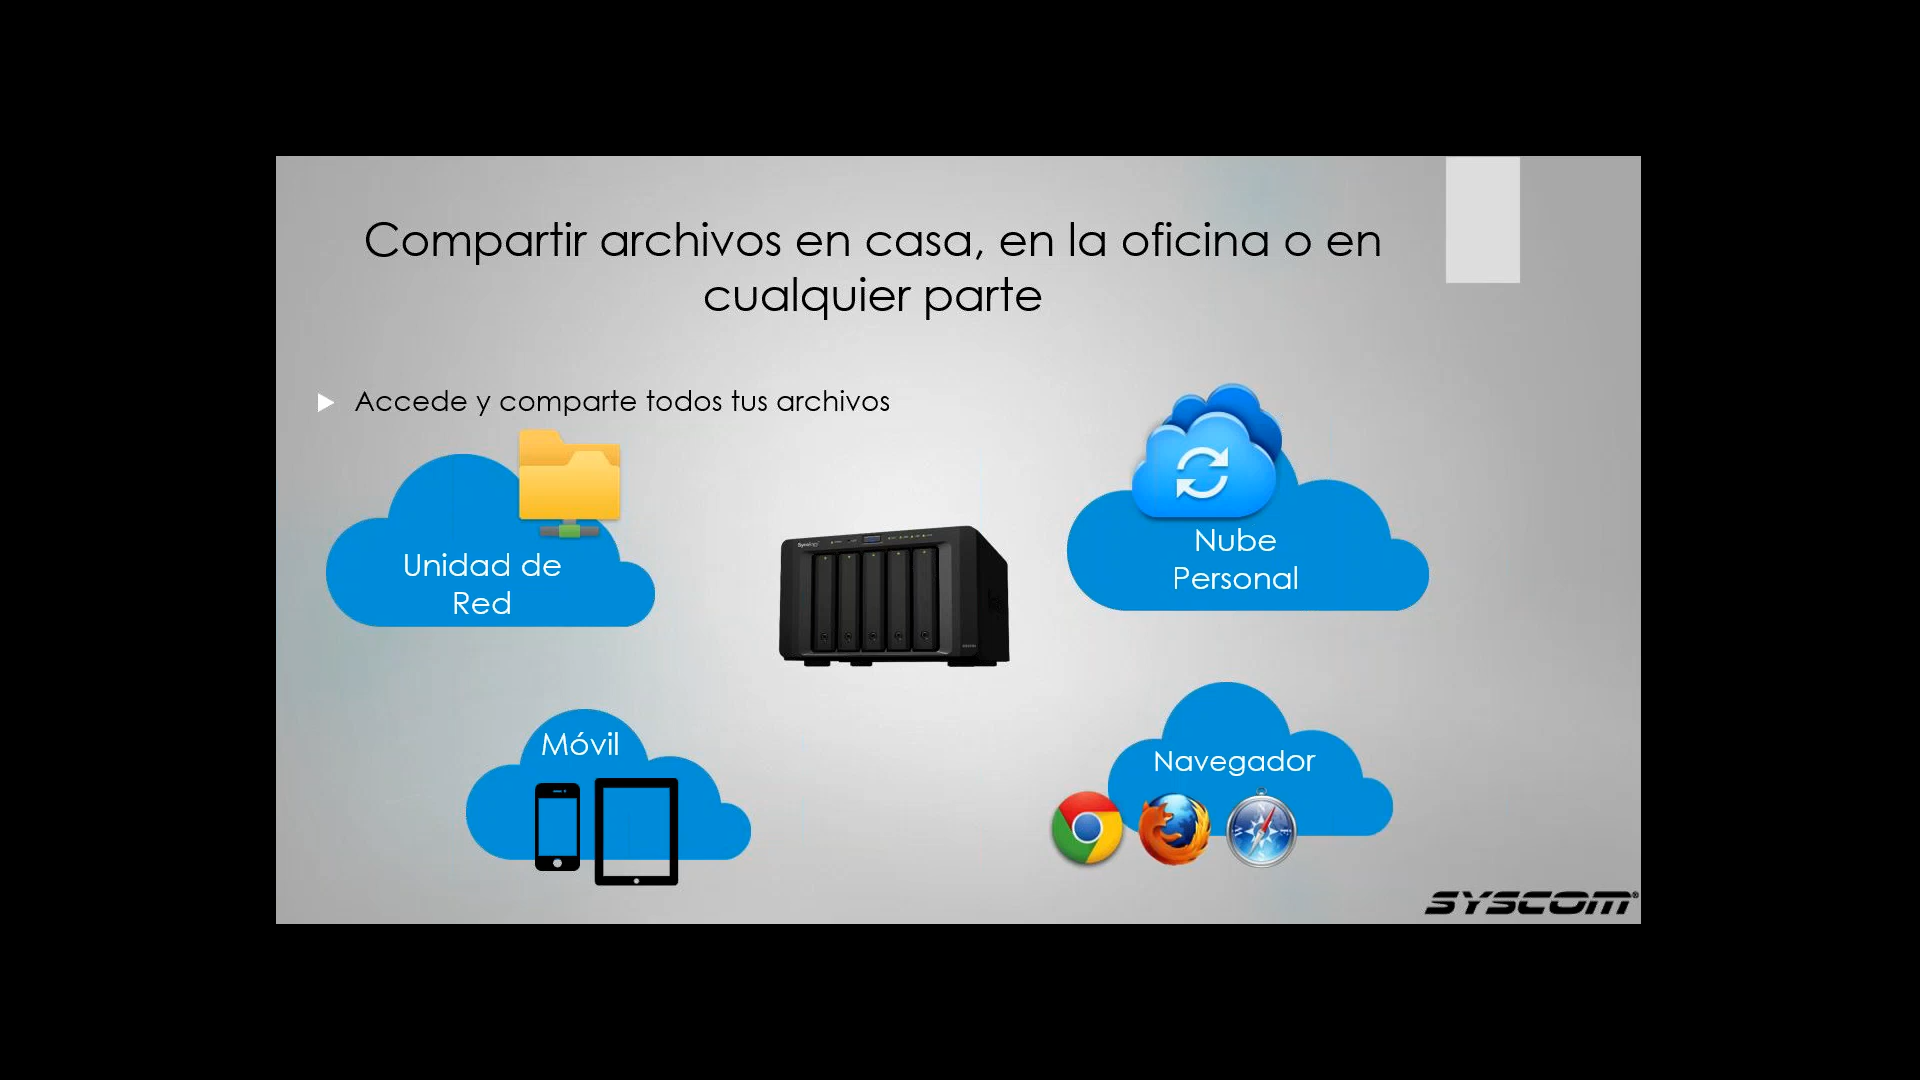 Compartir archivos en casa, en la oficina o en
cualquier parte
Accede y comparte todos tus archivos
Unidad de
Red
Nube
Personal
Synology
Móvil
Navegador
SYSCOM®